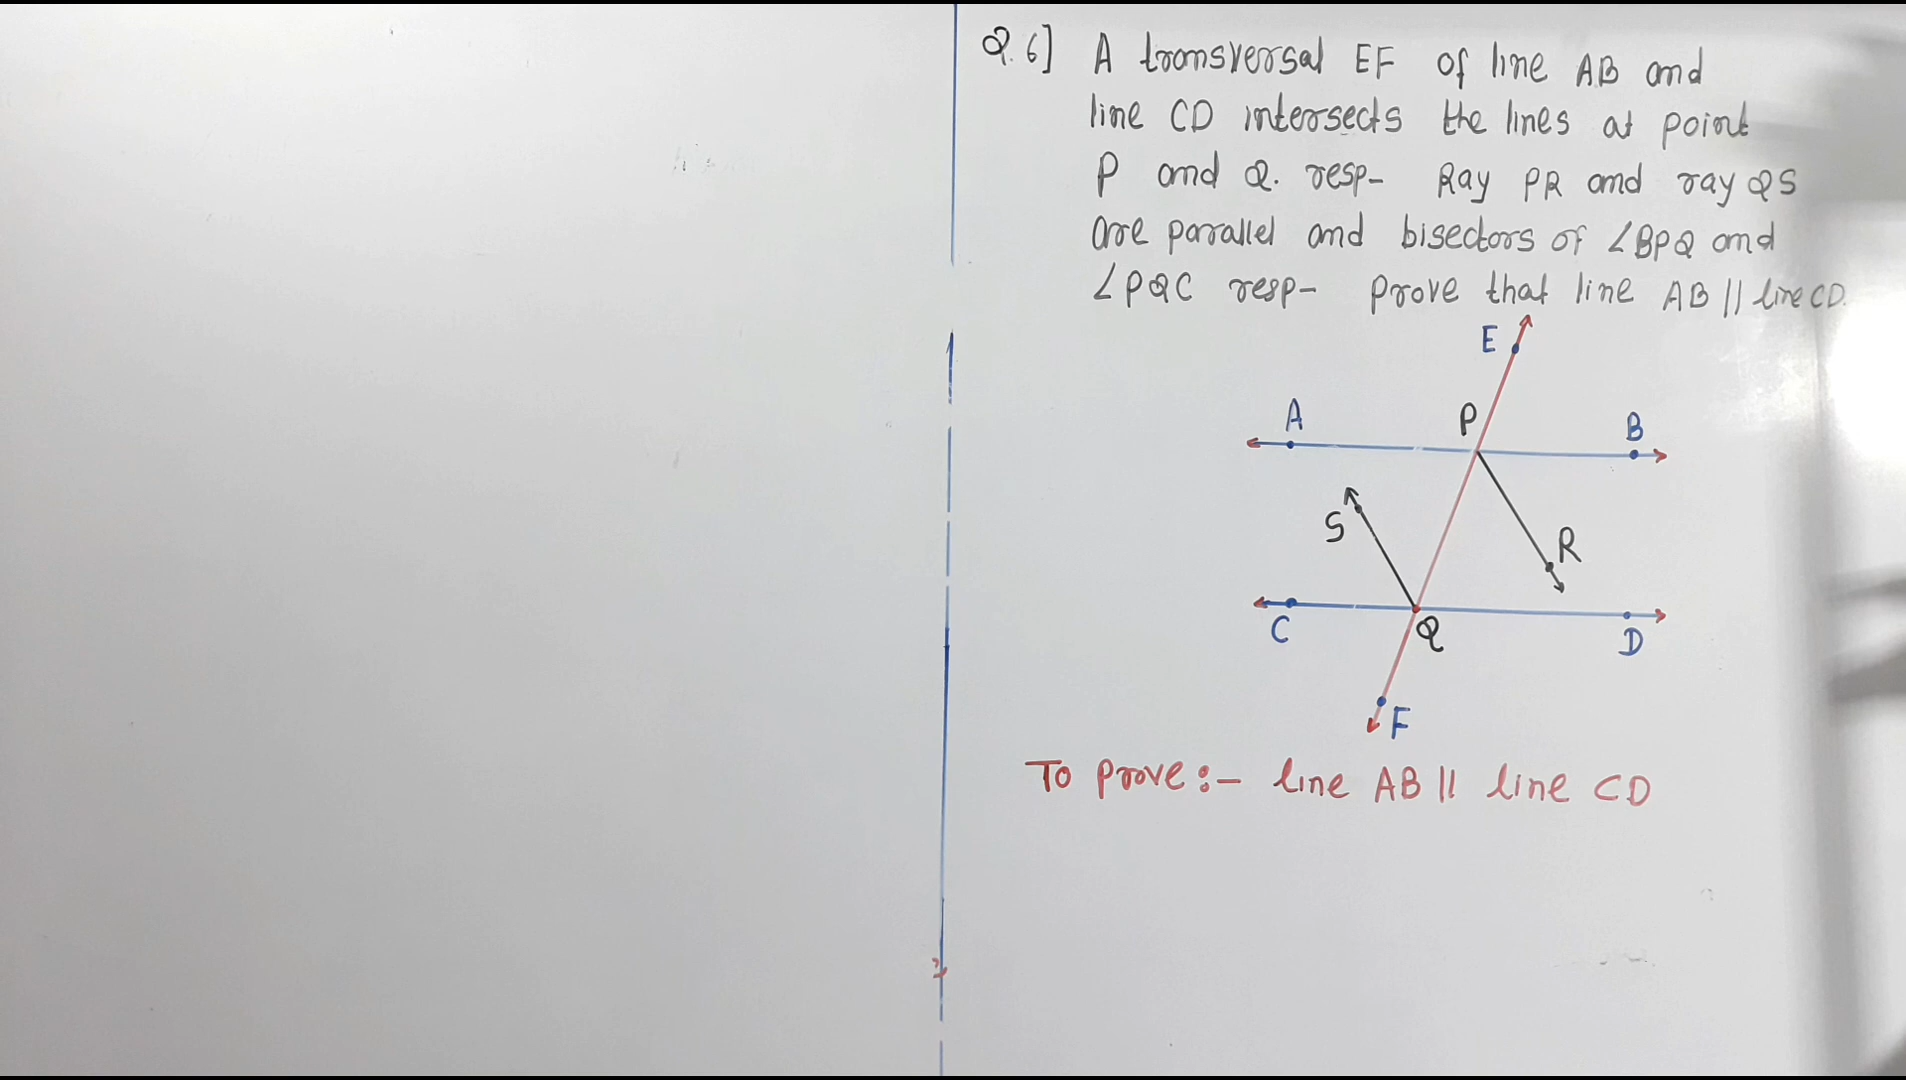 Q.6] A transversal EF of line AB and
line CD intersects the lines at point
P and Q. resp- Ray PR and ray QS
are parallel and bisectors of ∠BPQ and
∠PQC resp- prove that line AB || line CD.
E
A P B
S R
C Q D
F
To prove:- line AB || line CD